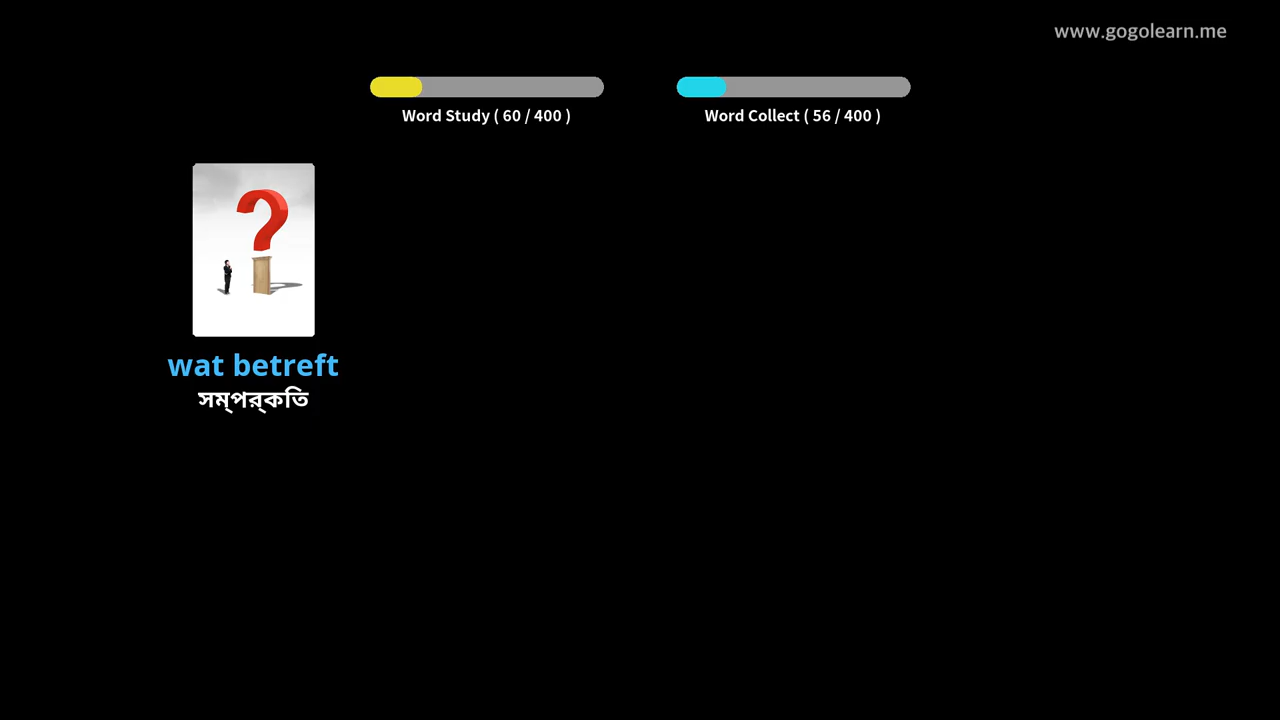 www.gogolearn.me
Word Study ( 60 / 400 )
Word Collect ( 56 / 400 )
wat betreft
সম্পর্কিত